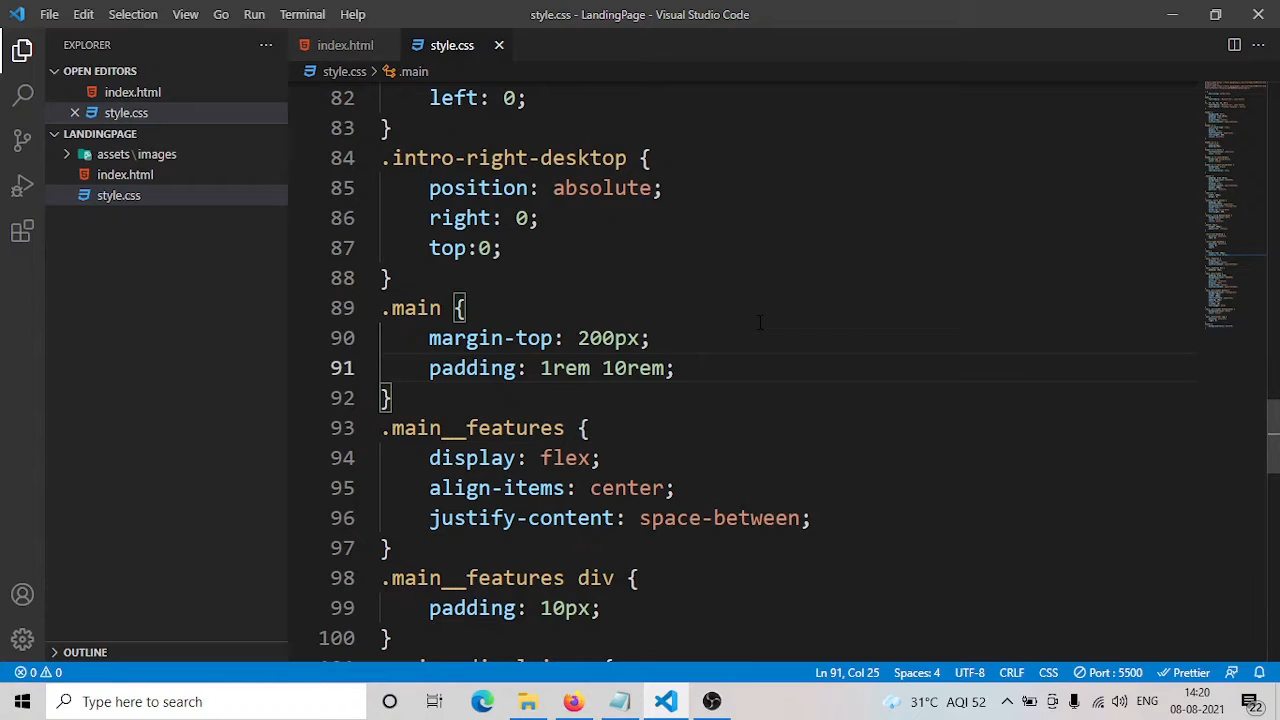 File Edit Selection View Go Run Terminal Help style.css - LandingPage - Visual Studio Code
EXPLORER
OPEN EDITORS
index.html
style.css
LANDINGPAGE
assets\images
index.html
style.css
OUTLINE
index.html style.css
style.css > .main
82 left: 0;
83 }
84 .intro-right-desktop {
85 position: absolute;
86 right: 0;
87 top:0;
88 }
89 .main {
90 margin-top: 200px;
91 padding: 1rem 10rem;
92 }
93 .main__features {
94 display: flex;
95 align-items: center;
96 justify-content: space-between;
97 }
98 .main__features div {
99 padding: 10px;
100 }
0 0 Ln 91, Col 25 Spaces: 4 UTF-8 CRLF CSS Port : 5500 Prettier
Type here to search
31°C AQI 52 ENG 14:20
08-08-2021 22